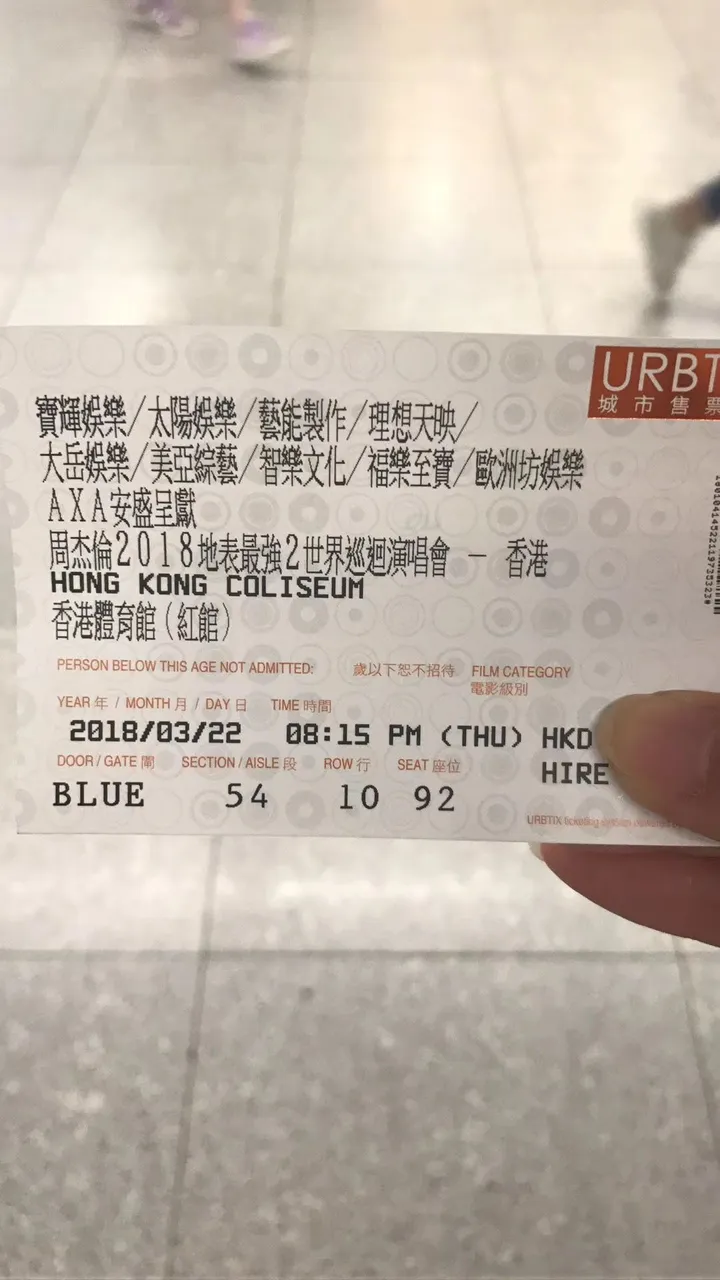 URBT
城市售票
寶輝娛樂/太陽娛樂/藝能製作/理想天映/
大岳娛樂/美亞綜藝/智樂文化/福樂至寶/歐洲坊娛樂
AXA安盛呈獻
周杰倫2018地表最強2世界巡迴演唱會 - 香港
HONG KONG COLISEUM
香港體育館(紅館)
PERSON BELOW THIS AGE NOT ADMITTED: 歲以下恕不招待 FILM CATEGORY
電影級別
YEAR 年 / MONTH 月 / DAY 日 TIME 時間
2018/03/22 08:15 PM (THU) HKD
DOOR / GATE 閘 SECTION / AISLE 段 ROW 行 SEAT 座位
HIRE
BLUE 54 10 92
URBTIX ticketing system